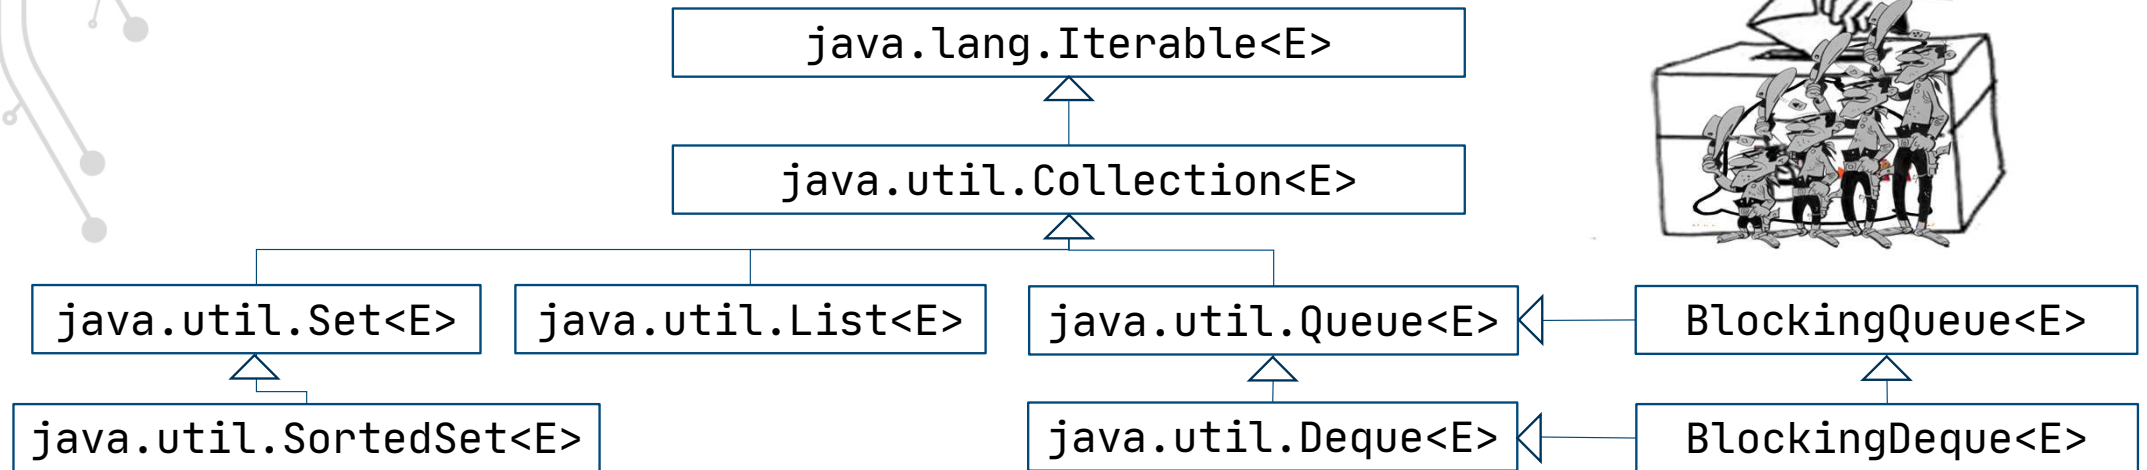 java.lang.Iterable<E>
java.util.Collection<E>
java.util.Set<E>
java.util.List<E>
java.util.Queue<E>
BlockingQueue<E>
java.util.SortedSet<E>
java.util.Deque<E>
BlockingDeque<E>